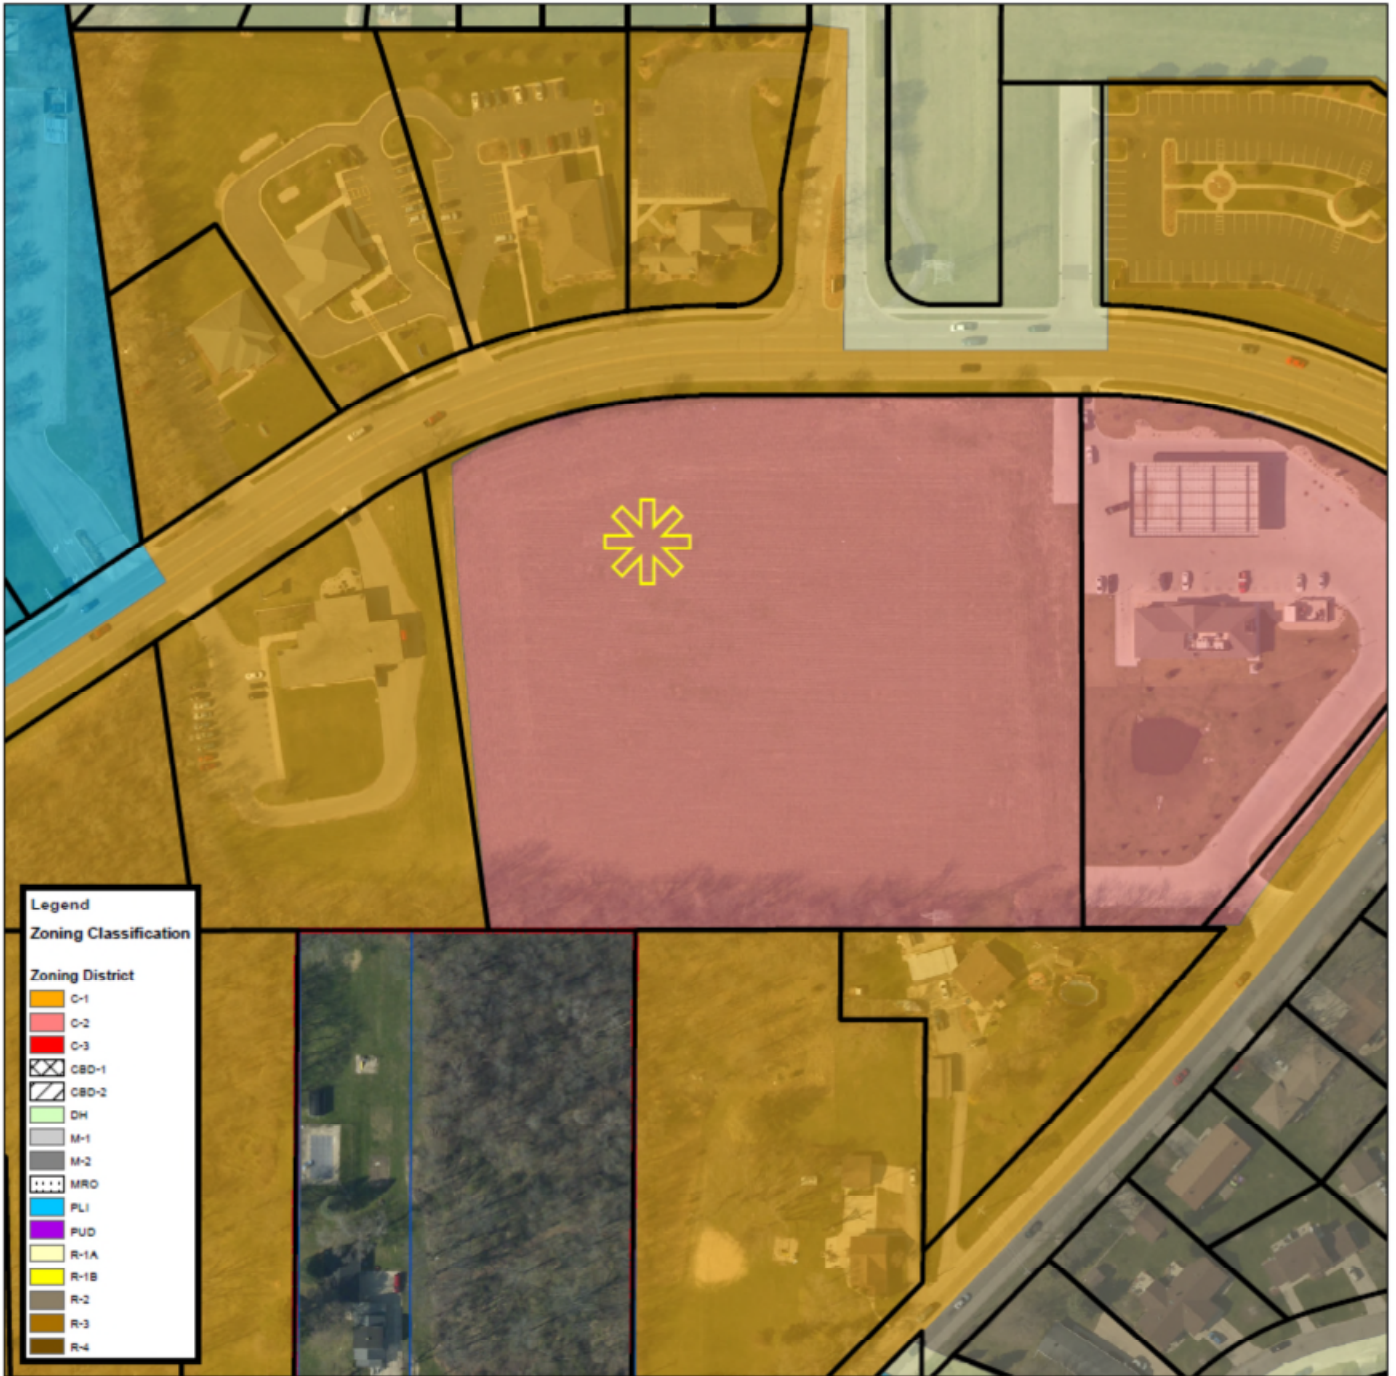 Legend
Zoning Classification
Zoning District
C-1
C-2
C-3
CBD-1
CBD-2
DH
M-1
M-2
MRO
PLI
PUD
R-1A
R-1B
R-2
R-3
R-4